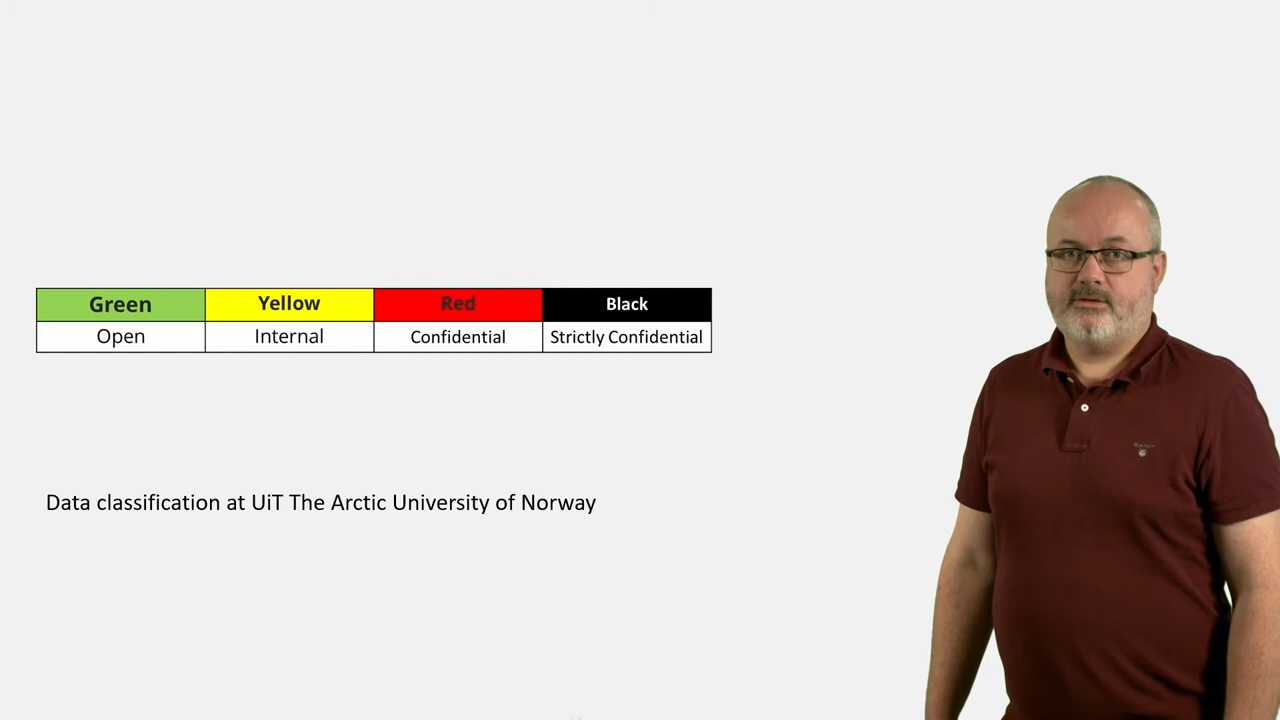 Green Yellow Red Black
Open Internal Confidential Strictly Confidential
Data classification at UiT The Arctic University of Norway